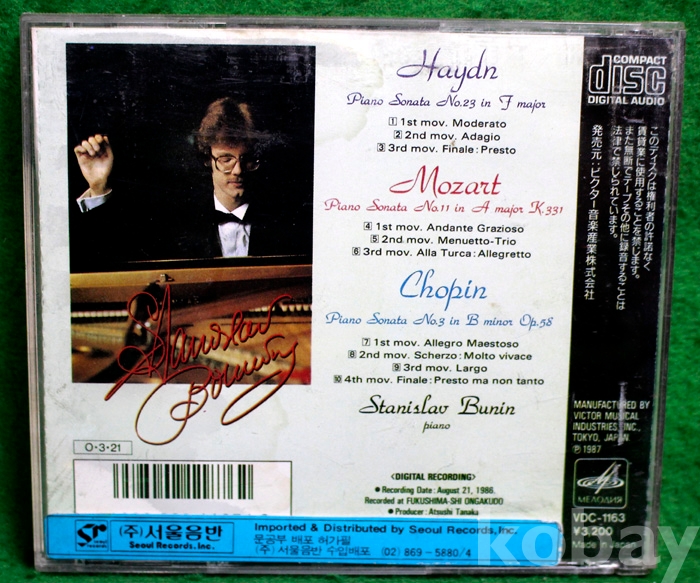 Haydn
Piano Sonata No.23 in F major
1 1st mov. Moderato
2 2nd mov. Adagio
3 3rd mov. Finale: Presto
Mozart
Piano Sonata No.11 in A major K.331
4 1st mov. Andante Grazioso
5 2nd mov. Menuetto-Trio
6 3rd mov. Alla Turca: Allegretto
Chopin
Piano Sonata No.3 in B minor Op.58
7 1st mov. Allegro Maestoso
8 2nd mov. Scherzo: Molto vivace
9 3rd mov. Largo
10 4th mov. Finale: Presto ma non tanto
Stanislav Bunin
piano
Stanislav Bounine
0・3・21
<DIGITAL RECORDING>
● Recording Date: August 21, 1986.
Recorded at FUKUSHIMA-SHI ONGAKUDO
● Producer: Atsushi Tanaka
SR
Seoul Records, Inc.
(주) 서울음반
Seoul Records, Inc.
Imported & Distributed by Seoul Records, Inc.
문공부 배포 허가필
(주) 서울음반 수입배포 (02) 869-5880/4
COMPACT
disc
DIGITAL AUDIO
このディスクは権利者の許諾なく
賃貸業に使用することを禁じます。
また無断でテープその他に録音することは
法律で禁じられています。
発売元:ビクター音楽産業株式会社
MANUFACTURED BY
VICTOR MUSICAL
INDUSTRIES, INC.,
TOKYO, JAPAN
Ⓟ 1987
МЕЛОДИЯ
VDC-1163
¥3,200
Made in Japan
kobay